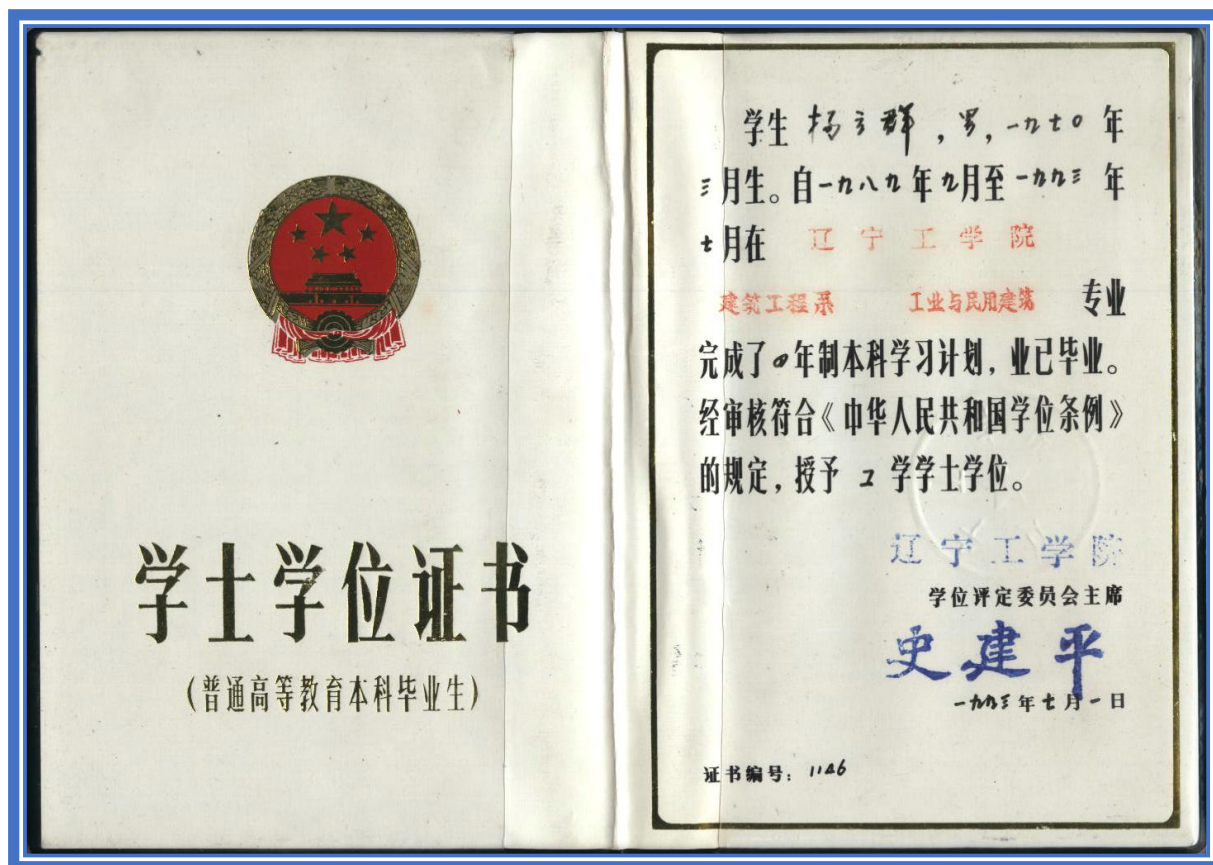 学士学位证书
(普通高等教育本科毕业生)
学生 杨立群，男，一九七〇年
三月生。自一九八九年九月至一九九三年
七月在 辽宁工学院
建筑工程系 工业与民用建筑 专业
完成了四年制本科学习计划，业已毕业。
经审核符合《中华人民共和国学位条例》
的规定，授予 工 学学士学位。
辽宁工学院
学位评定委员会主席
史建平
一九九三年七月一日
证书编号：1146